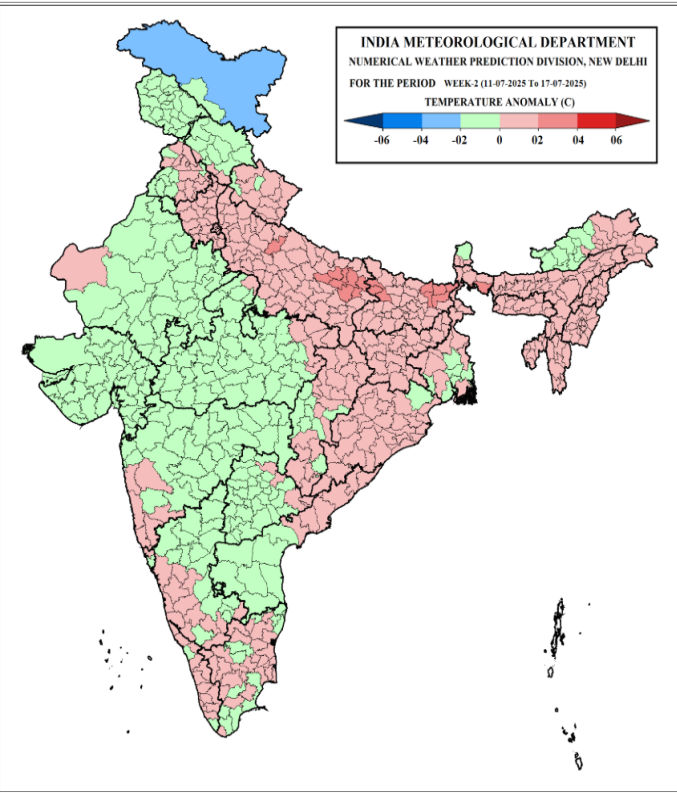 INDIA METEOROLOGICAL DEPARTMENT
NUMERICAL WEATHER PREDICTION DIVISION, NEW DELHI
FOR THE PERIOD WEEK-2 (11-07-2025 To 17-07-2025)
TEMPERATURE ANOMALY (C)
-06 -04 -02 0 02 04 06